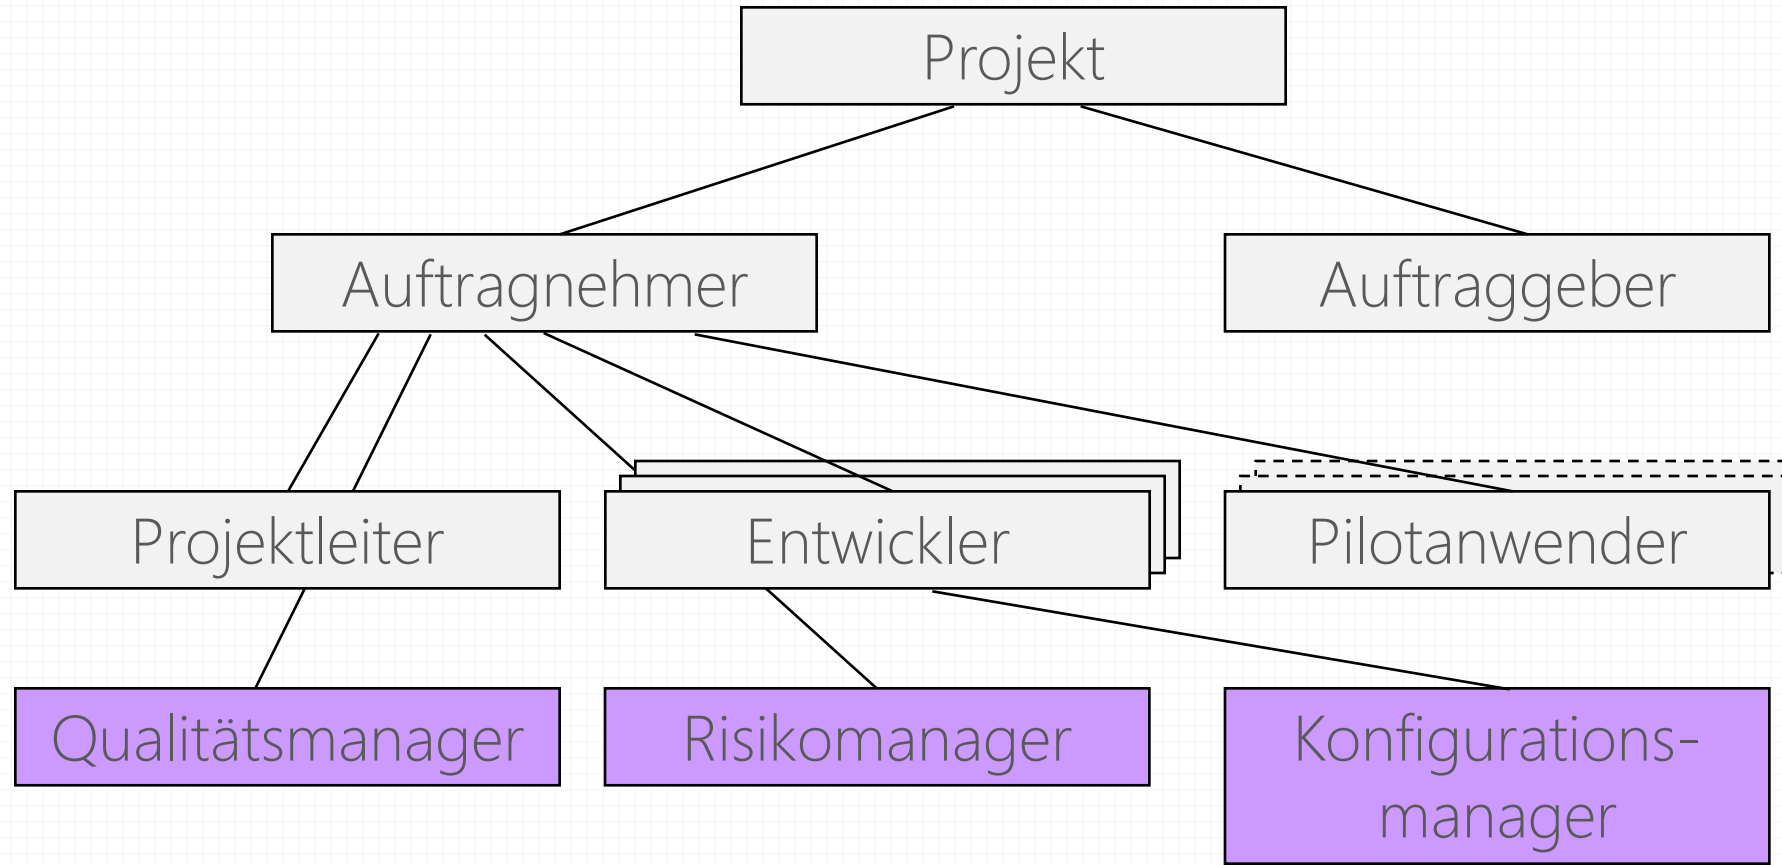 Projekt
Auftragnehmer
Auftraggeber
Projektleiter
Entwickler
Pilotanwender
Qualitätsmanager
Risikomanager
Konfigurations-
manager